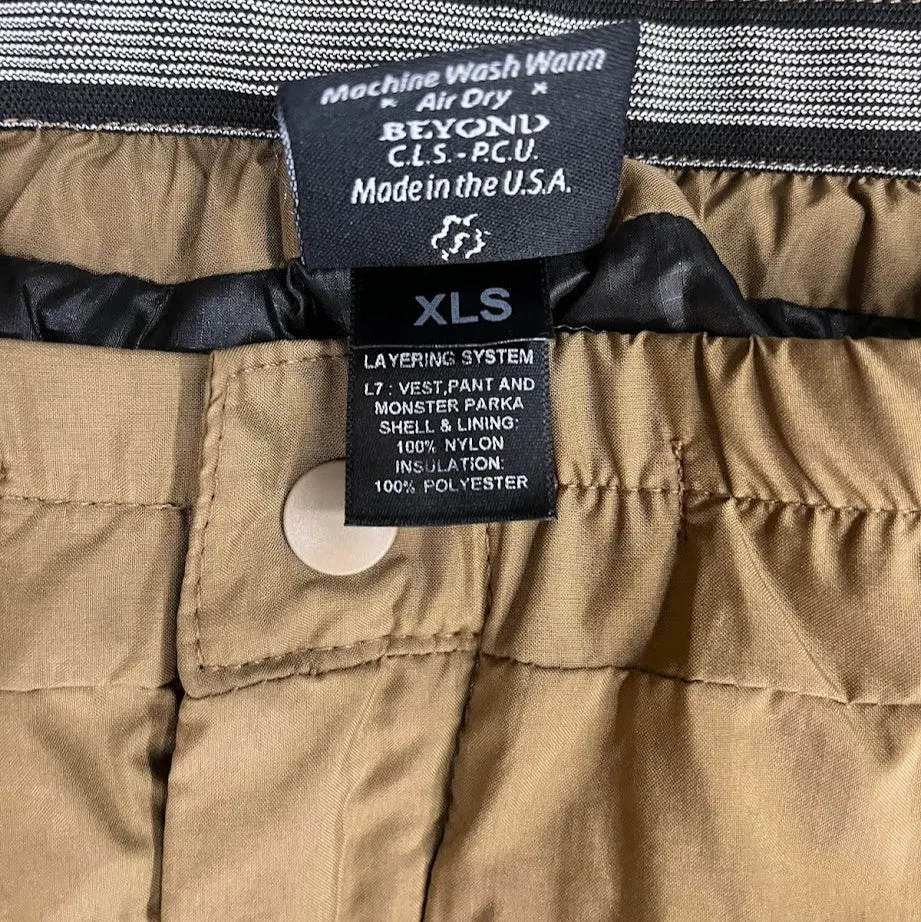 Machine Wash Warm
Air Dry
BEYOND
C.L.S. - P.C.U.
Made in the U.S.A.
XLS
LAYERING SYSTEM
L7 : VEST,PANT AND
MONSTER PARKA
SHELL & LINING:
100% NYLON
INSULATION:
100% POLYESTER